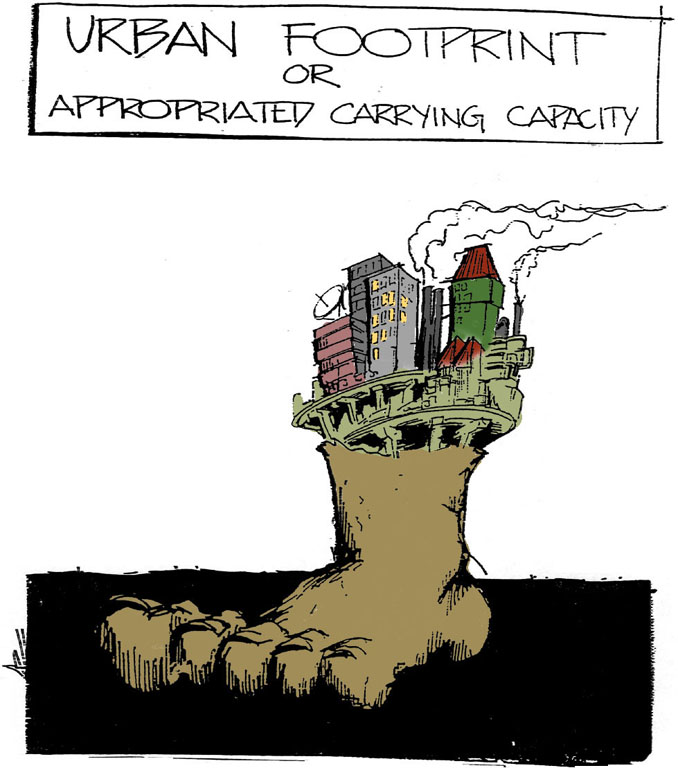 URBAN FOOTPRINT
OR
APPROPRIATED CARRYING CAPACITY